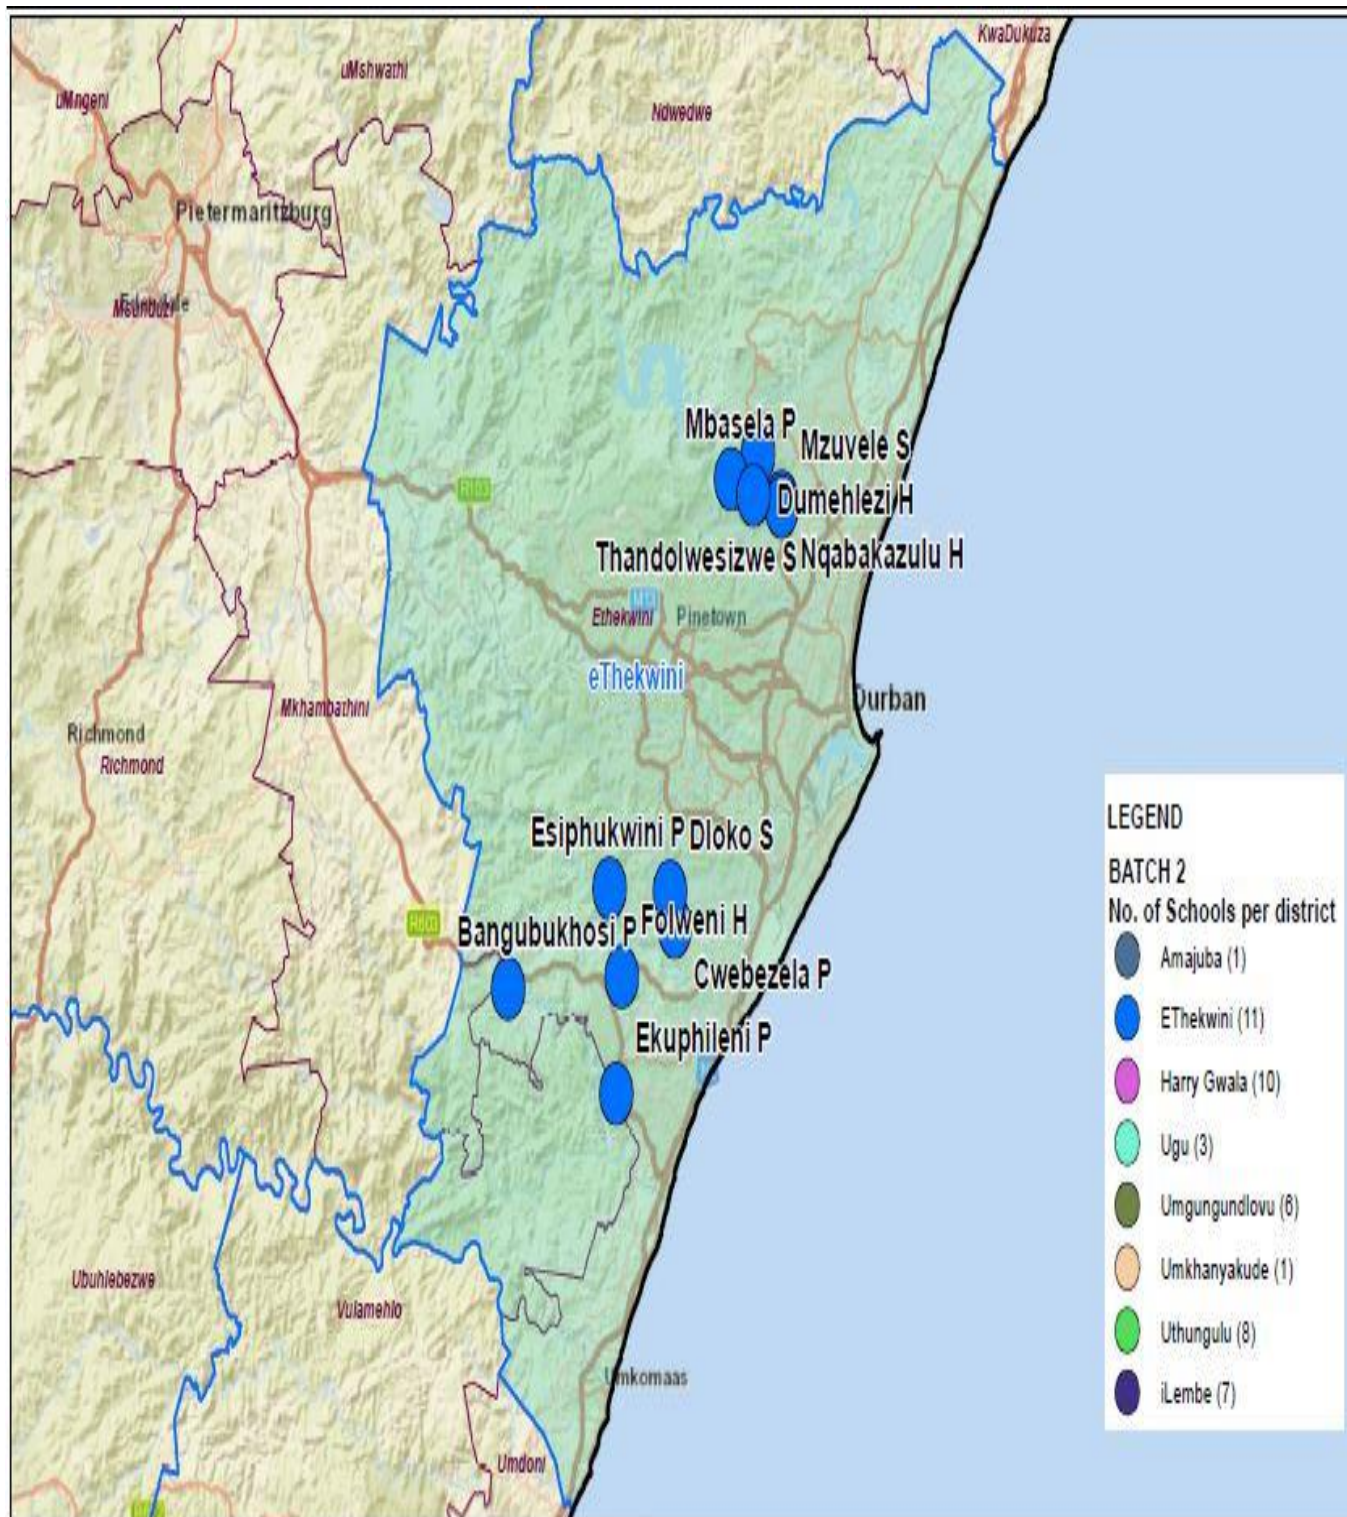 KwaDukuza
uMshwathi
uMngeni
Ndwedwe
Pietermaritzburg
Msunduzi
Mbasela P
Mzuvele S
R103
Dumehlezi H
Thandolwesizwe S
Nqabakazulu H
Ethekwini
Pinetown
eThekwini
Durban
Mkhambathini
Richmond
Richmond
Esiphukwini P
Dloko S
Folweni H
Bangubukhosi P
R603
Cwebezela P
Ekuphileni P
Ubuhlebezwe
Vulamehlo
Umkomaas
Umdoni
LEGEND
BATCH 2
No. of Schools per district
Amajuba (1)
EThekwini (11)
Harry Gwala (10)
Ugu (3)
Umgungundlovu (6)
Umkhanyakude (1)
Uthungulu (8)
iLembe (7)